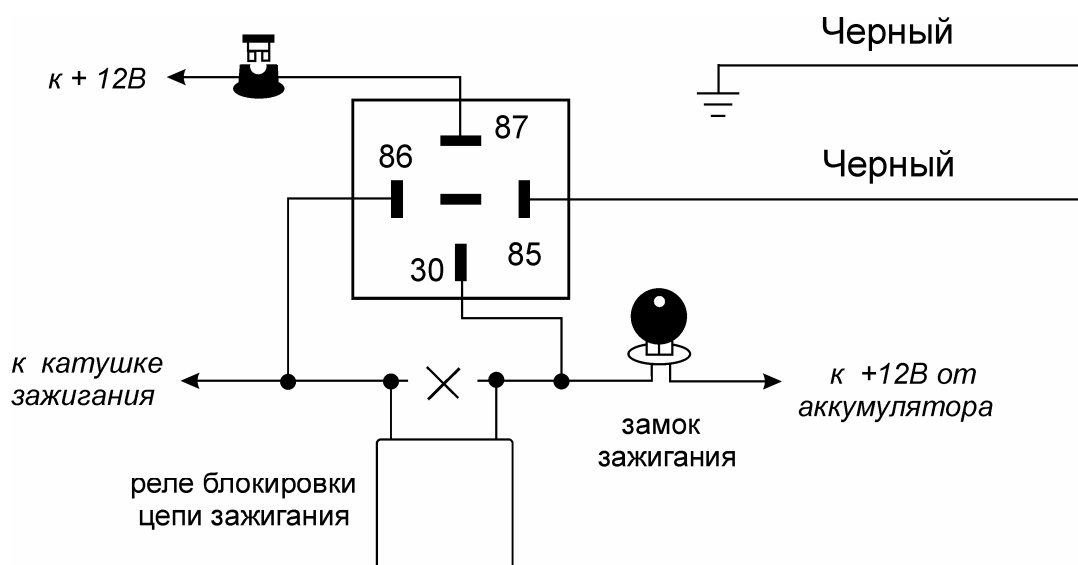 Черный
к + 12В
87
86
Черный
85
30
к катушке
зажигания
к +12В от
аккумулятора
замок
зажигания
реле блокировки
цепи зажигания